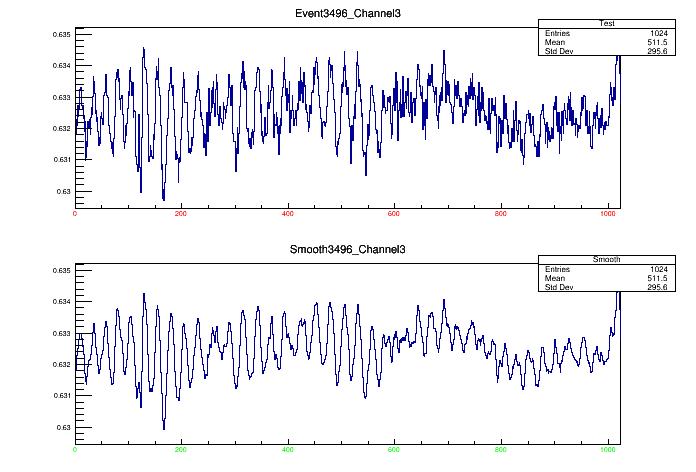 Event3496_Channel3
Test
Entries 1024
Mean 511.5
Std Dev 295.6
0.635
0.634
0.633
0.632
0.631
0.63
0 200 400 600 800 1000
Smooth3496_Channel3
Smooth
Entries 1024
Mean 511.5
Std Dev 295.6
0.635
0.634
0.633
0.632
0.631
0.63
0 200 400 600 800 1000